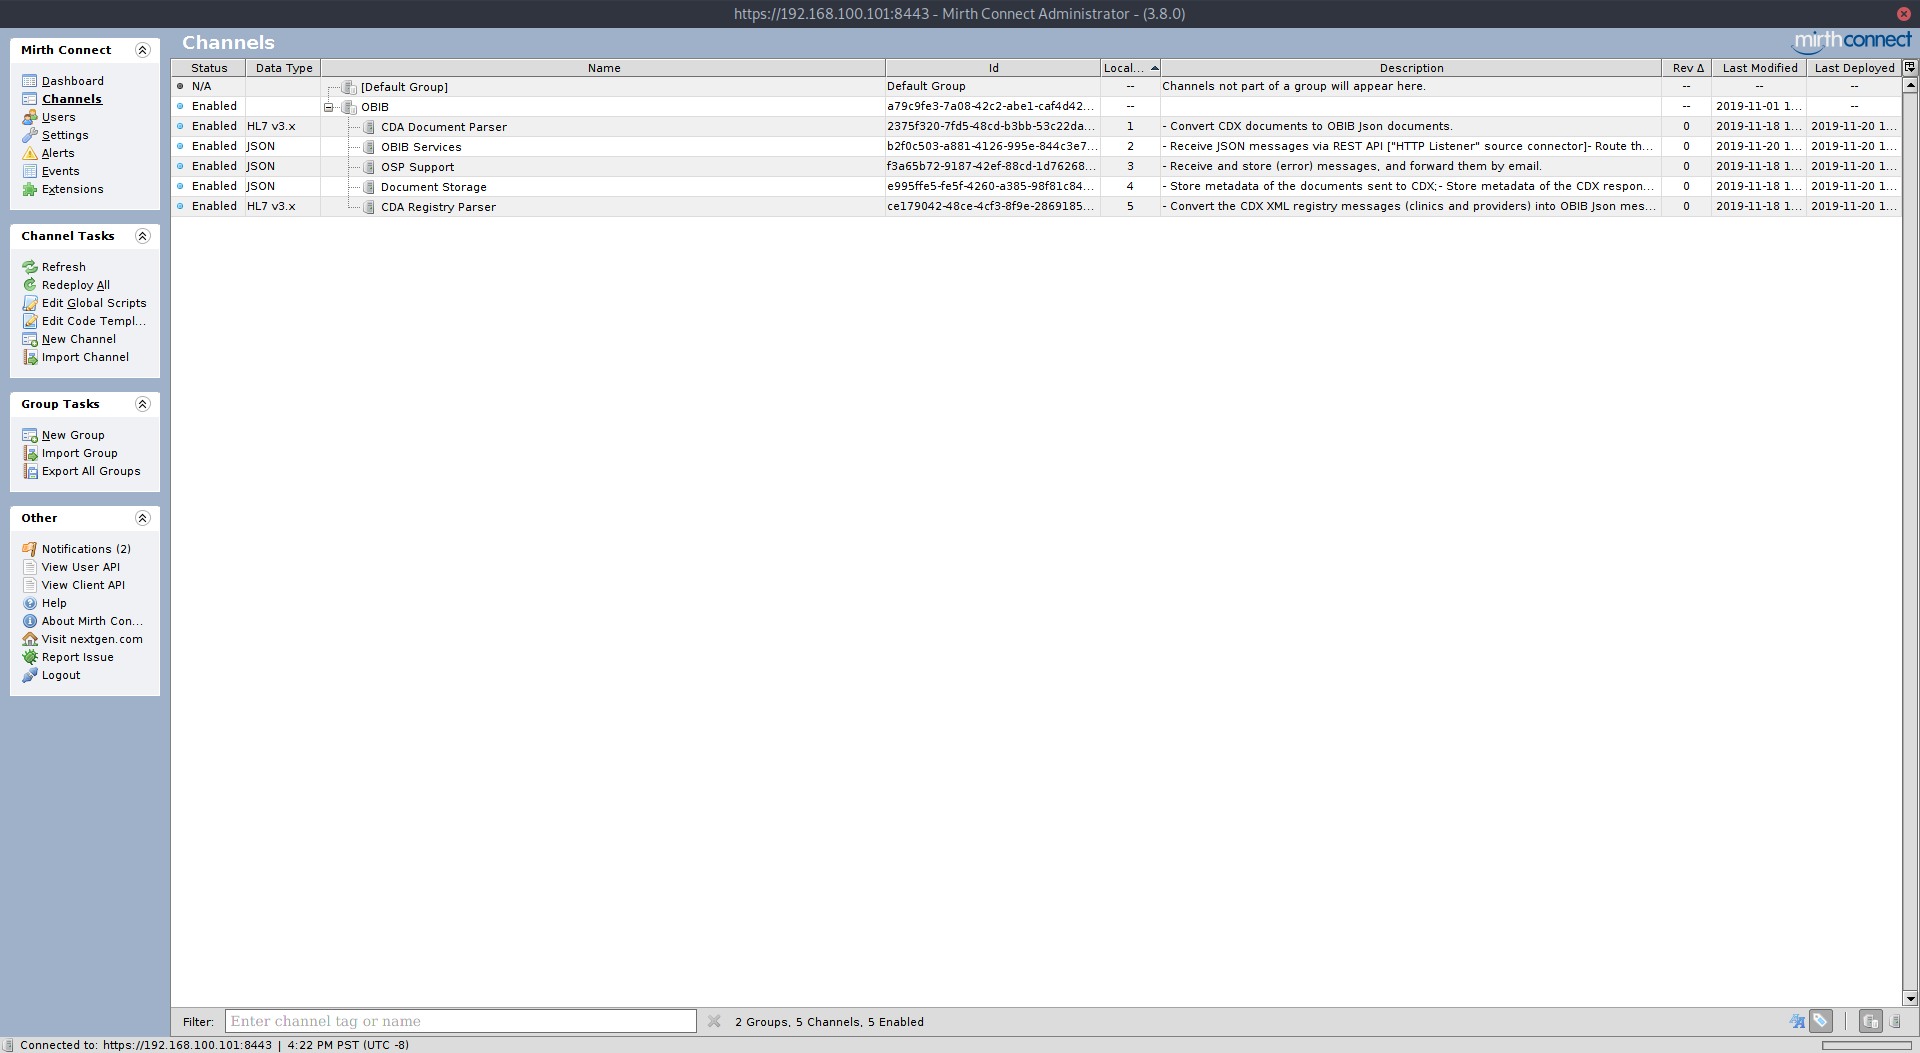 https://192.168.100.101:8443 - Mirth Connect Administrator - (3.8.0)
Mirth Connect
Dashboard
Channels
Users
Settings
Alerts
Events
Extensions
Channel Tasks
Refresh
Redeploy All
Edit Global Scripts
Edit Code Templ...
New Channel
Import Channel
Group Tasks
New Group
Import Group
Export All Groups
Other
Notifications (2)
View User API
View Client API
Help
About Mirth Con...
Visit nextgen.com
Report Issue
Logout
Channels
mirthconnect
Status Data Type Name Id Local... Description Rev Δ Last Modified Last Deployed
N/A [Default Group] Default Group -- Channels not part of a group will appear here. -- -- --
Enabled OBIB a79c9fe3-7a08-42c2-abe1-caf4d42... -- -- 2019-11-01 1... --
Enabled HL7 v3.x CDA Document Parser 2375f320-7fd5-48cd-b3bb-53c22da... 1 - Convert CDX documents to OBIB Json documents. 0 2019-11-18 1... 2019-11-20 1...
Enabled JSON OBIB Services b2f0c503-a881-4126-995e-844c3e7... 2 - Receive JSON messages via REST API ["HTTP Listener" source connector]- Route th... 0 2019-11-20 1... 2019-11-20 1...
Enabled JSON OSP Support f3a65b72-9187-42ef-88cd-1d76268... 3 - Receive and store (error) messages, and forward them by email. 0 2019-11-18 1... 2019-11-20 1...
Enabled JSON Document Storage e995ffe5-fe5f-4260-a385-98f81c84... 4 - Store metadata of the documents sent to CDX;- Store metadata of the CDX respon... 0 2019-11-18 1... 2019-11-20 1...
Enabled HL7 v3.x CDA Registry Parser ce179042-48ce-4cf3-8f9e-2869185... 5 - Convert the CDX XML registry messages (clinics and providers) into OBIB Json mes... 0 2019-11-18 1... 2019-11-20 1...
Filter: Enter channel tag or name 2 Groups, 5 Channels, 5 Enabled
Connected to: https://192.168.100.101:8443 | 4:22 PM PST (UTC -8)